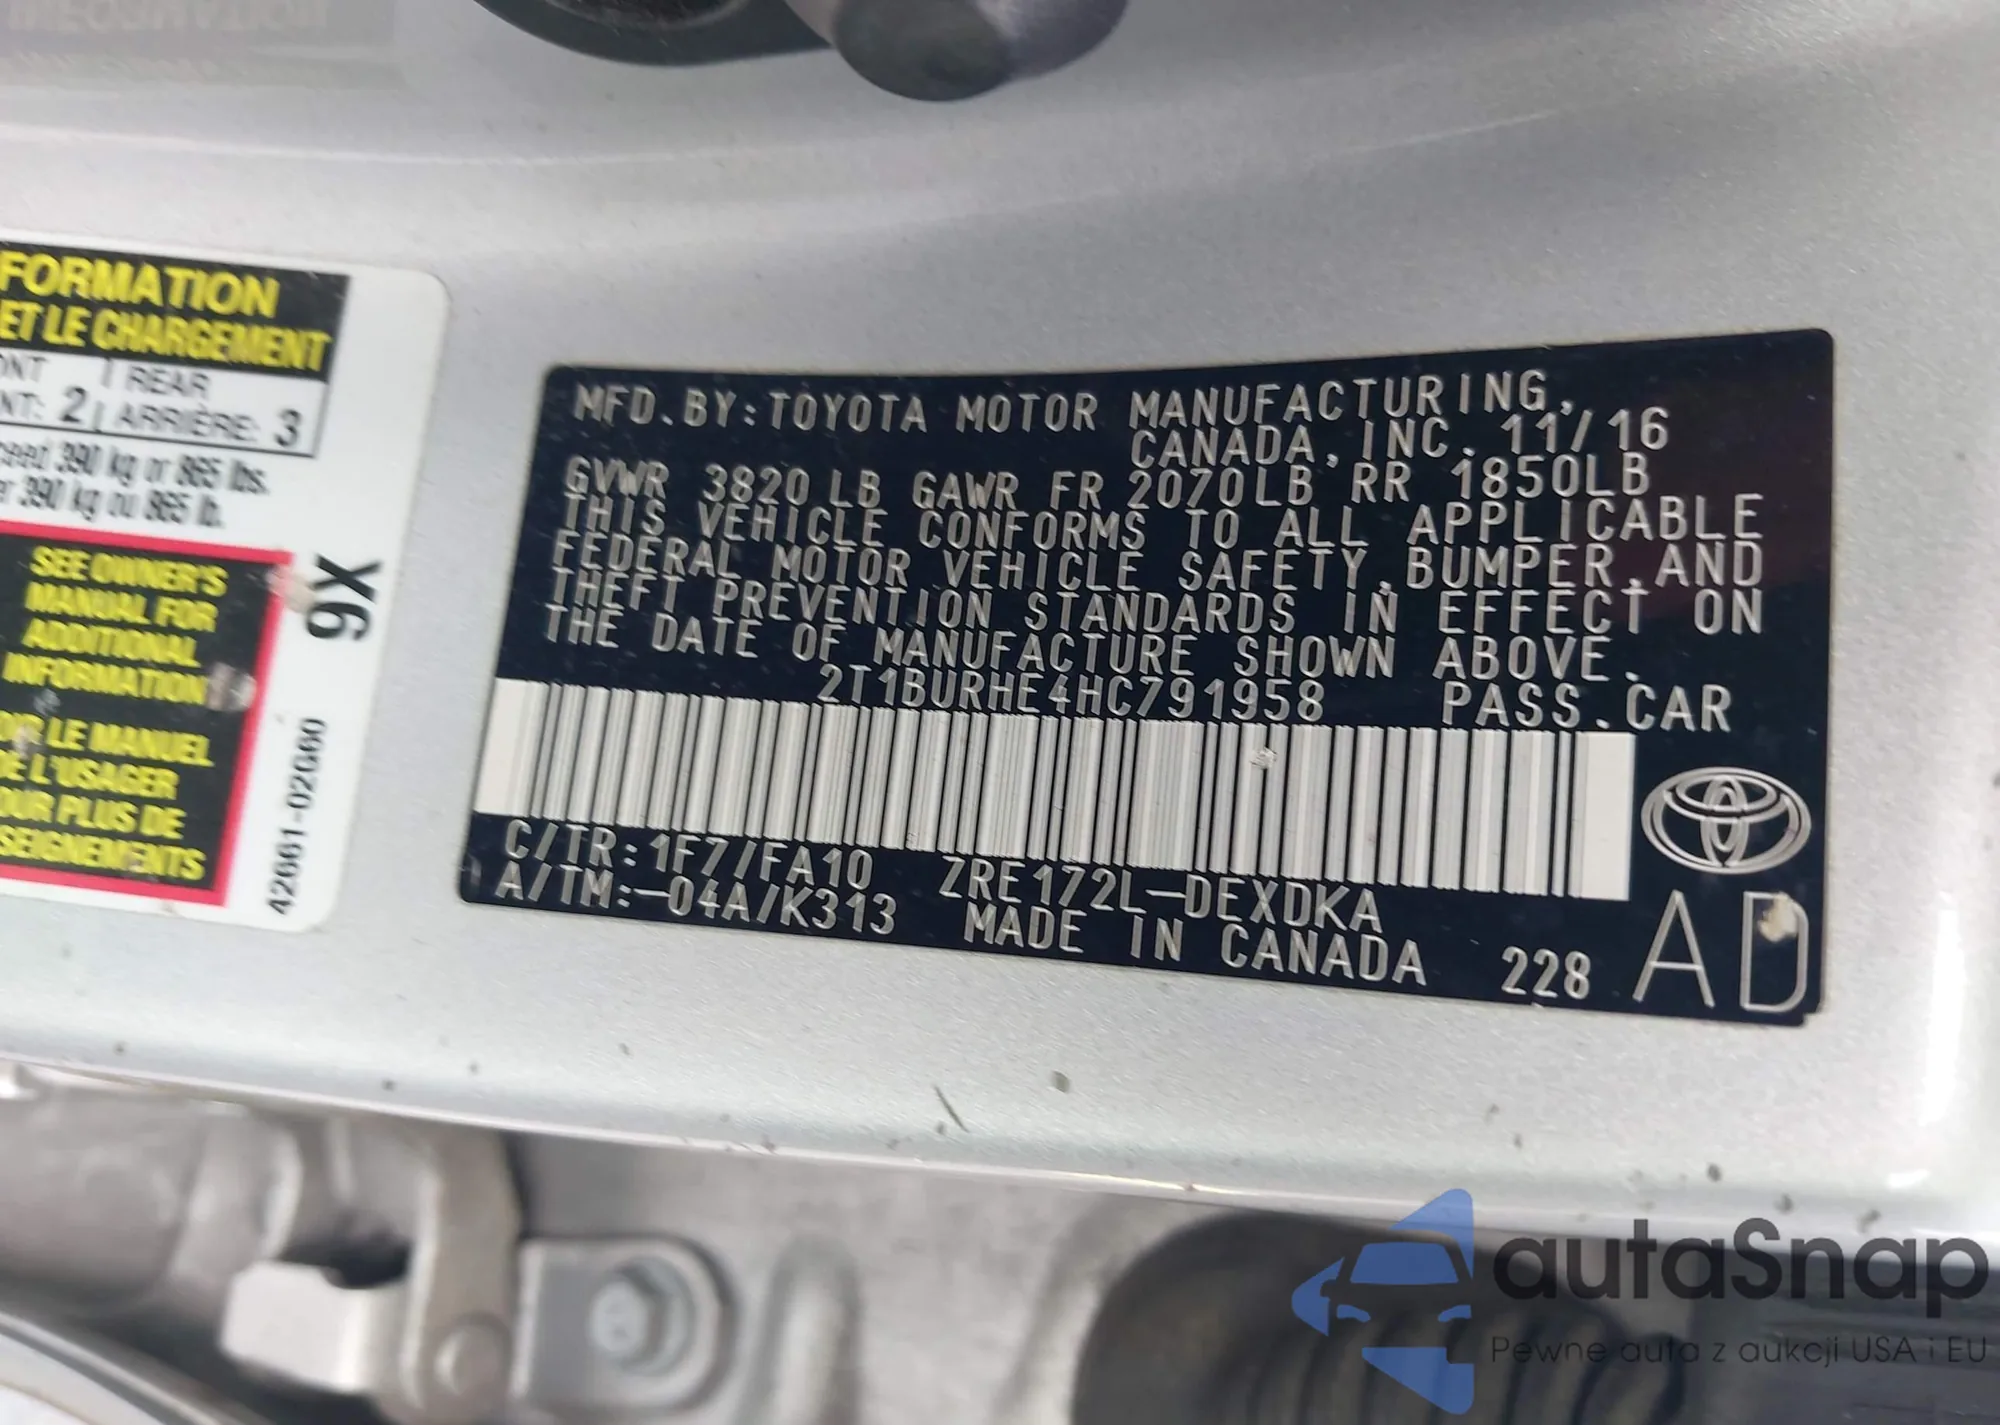 FORMATION
ET LE CHARGEMENT
REAR
2 ARRIÈRE: 3
390 kg or 865 lbs.
390 kg ou 865 lb.
SEE OWNER'S
MANUAL FOR
ADDITIONAL
INFORMATION
LE MANUEL
DE L'USAGER
PLUS DE
SEIGNEMENTS
9X
42661-02G60
MFD.BY:TOYOTA MOTOR MANUFACTURING,
CANADA,INC. 11/16
GVWR 3820LB GAWR FR 2070LB RR 1850LB
THIS VEHICLE CONFORMS TO ALL APPLICABLE
FEDERAL MOTOR VEHICLE SAFETY,BUMPER,AND
THEFT PREVENTION STANDARDS IN EFFECT ON
THE DATE OF MANUFACTURE SHOWN ABOVE.
2T1BURHE4HC791958 PASS.CAR
C/TR:1F7/FA10 ZRE172L-DEXDKA
A/TM:-04A/K313 MADE IN CANADA 228
AD
autaSnap
Pewne auta z aukcji USA i EU